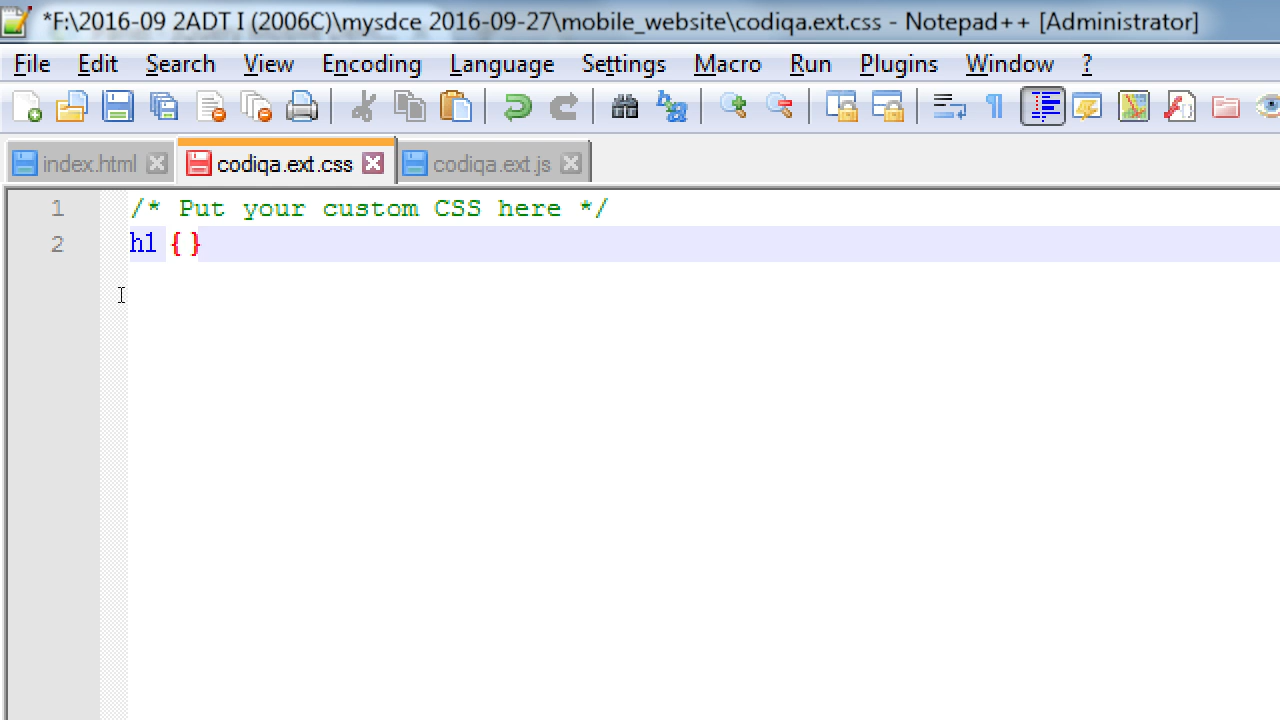 *F:\2016-09 2ADT I (2006C)\mysdce 2016-09-27\mobile_website\codiqa.ext.css - Notepad++ [Administrator]
File Edit Search View Encoding Language Settings Macro Run Plugins Window ?
index.html codiqa.ext.css codiqa.ext.js
1 /* Put your custom CSS here */
2 h1 {}